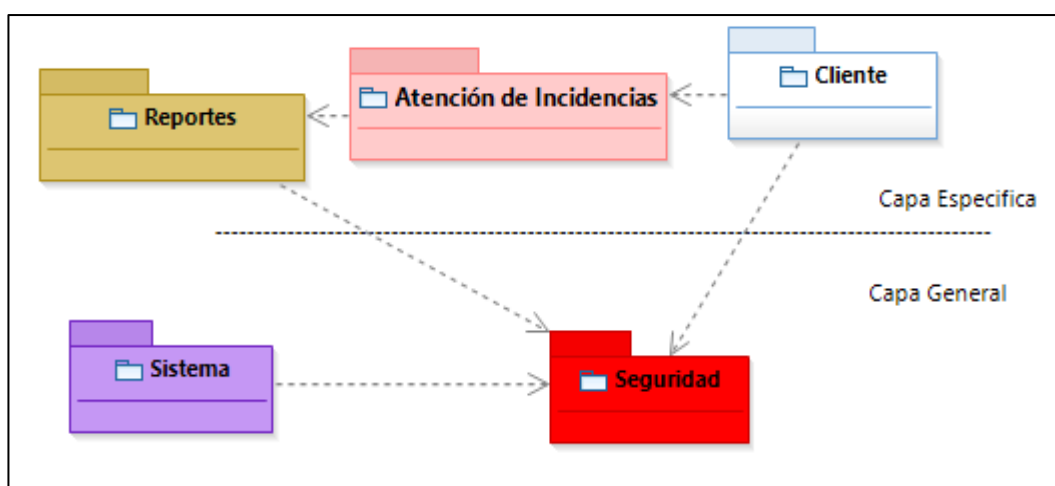 Cliente
Atención de Incidencias
Reportes
Capa Especifica
Capa General
Sistema
Seguridad